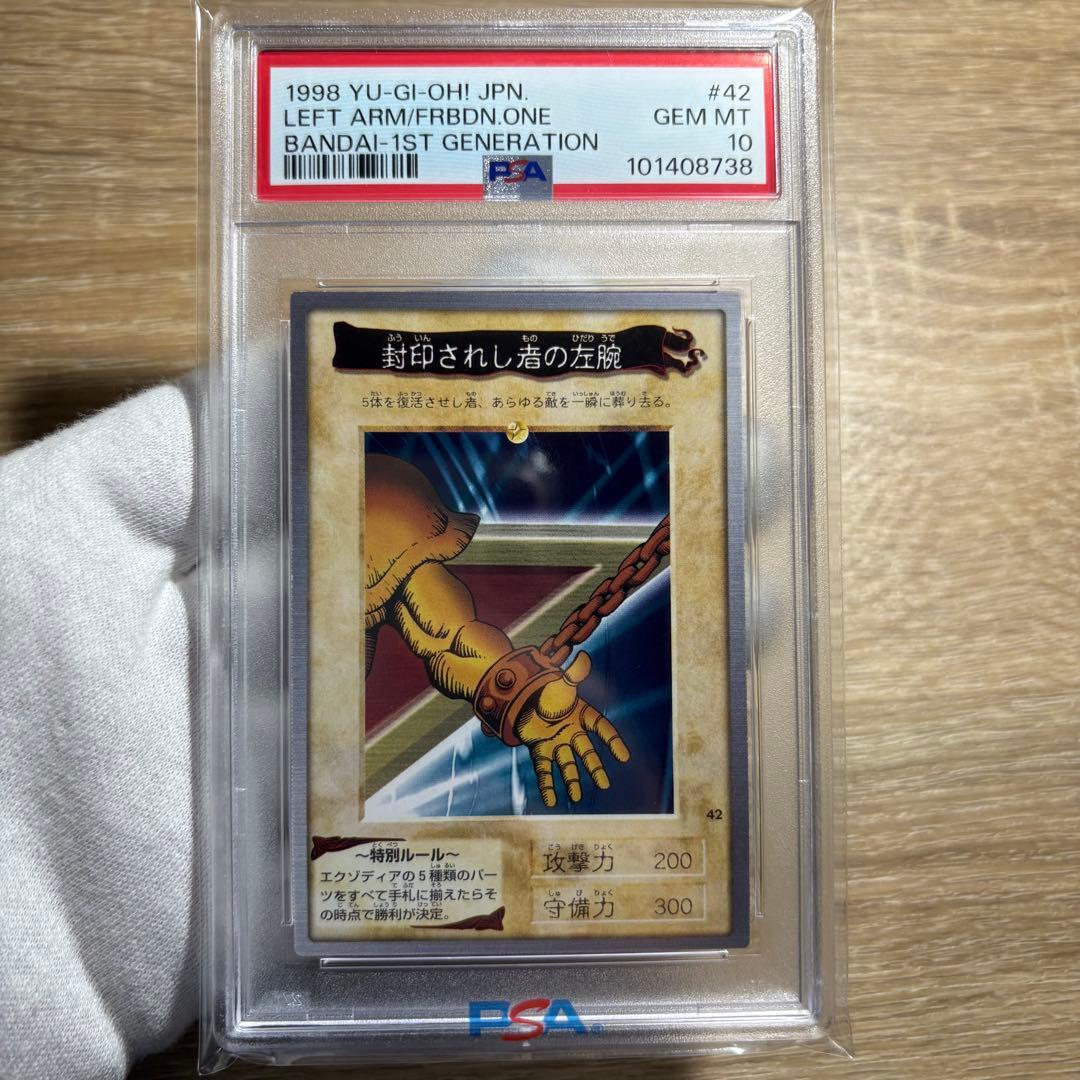 1998 YU-GI-OH! JPN. #42
LEFT ARM/FRBDN.ONE GEM MT
BANDAI-1ST GENERATION 10
101408738
PSA
封印されし者の左腕
5体を復活させし者、あらゆる敵を一瞬に葬り去る。
42
～特別ルール～
エクゾディアの5種類のパー
ツをすべて手札に揃えたらそ
の時点で勝利が決定。
攻撃力 200
守備力 300
PSA®